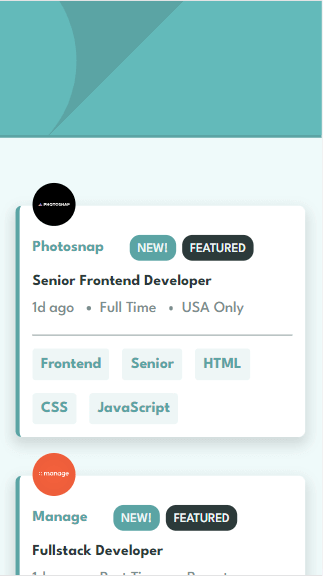 PHOTOSNAP
Photosnap NEW! FEATURED
Senior Frontend Developer
1d ago • Full Time • USA Only
Frontend Senior HTML
CSS JavaScript
manage
Manage NEW! FEATURED
Fullstack Developer